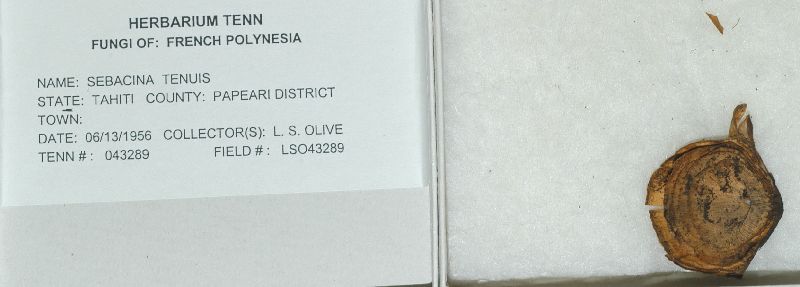 HERBARIUM TENN
FUNGI OF: FRENCH POLYNESIA
NAME: SEBACINA TENUIS
STATE: TAHITI COUNTY: PAPEARI DISTRICT
TOWN:
DATE: 06/13/1956 COLLECTOR(S): L. S. OLIVE
TENN #: 043289 FIELD #: LSO43289